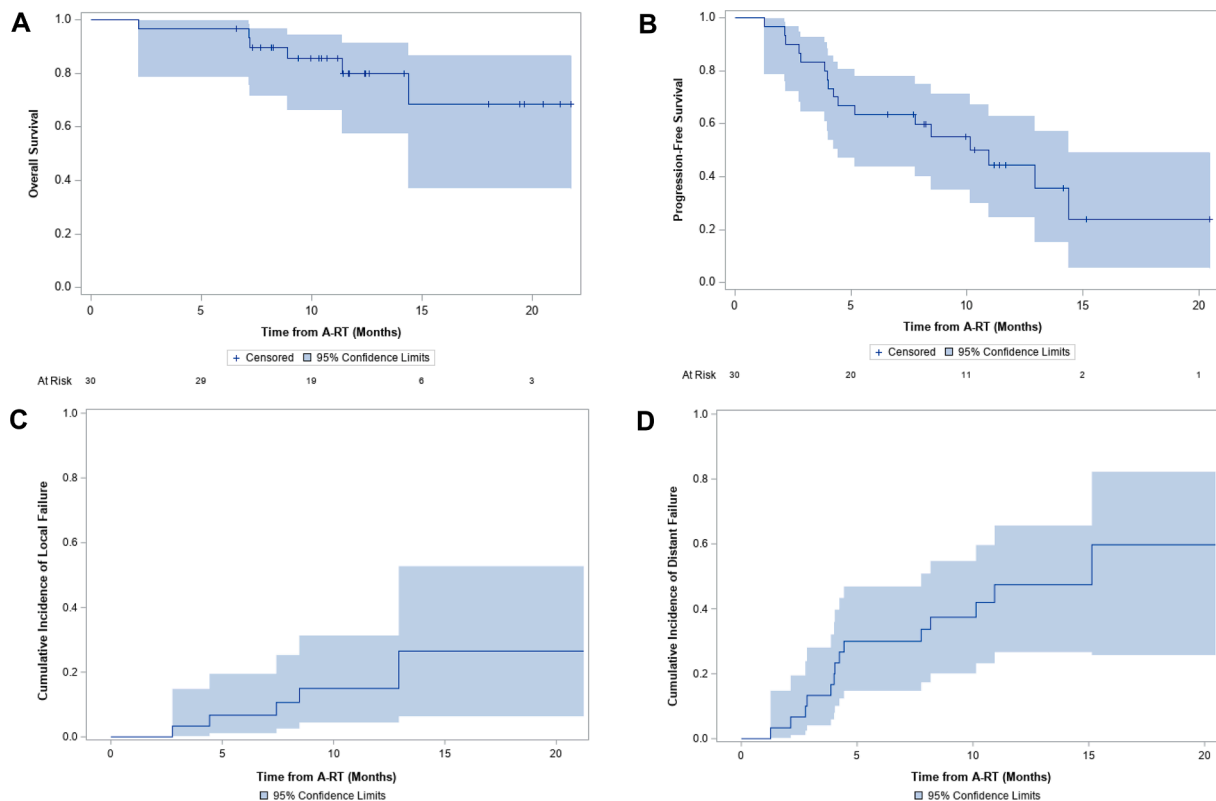 A
Overall Survival
1.0
0.8
0.6
0.4
0.2
0.0
0 5 10 15 20
Time from A-RT (Months)
+ Censored 95% Confidence Limits
At Risk 30 29 19 6 3
B
Progression-Free Survival
1.0
0.8
0.6
0.4
0.2
0.0
0 5 10 15 20
Time from A-RT (Months)
+ Censored 95% Confidence Limits
At Risk 30 20 11 2 1
C
Cumulative Incidence of Local Failure
1.0
0.8
0.6
0.4
0.2
0.0
0 5 10 15 20
Time from A-RT (Months)
95% Confidence Limits
D
Cumulative Incidence of Distant Failure
1.0
0.8
0.6
0.4
0.2
0.0
0 5 10 15 20
Time from A-RT (Months)
95% Confidence Limits